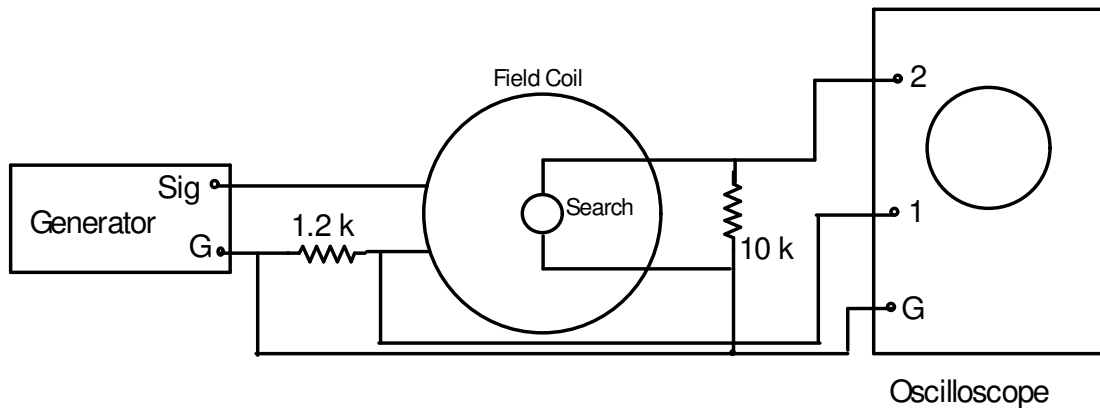 Field Coil
2
Sig
Generator
Search
1
1.2 k
G
10 k
G
Oscilloscope